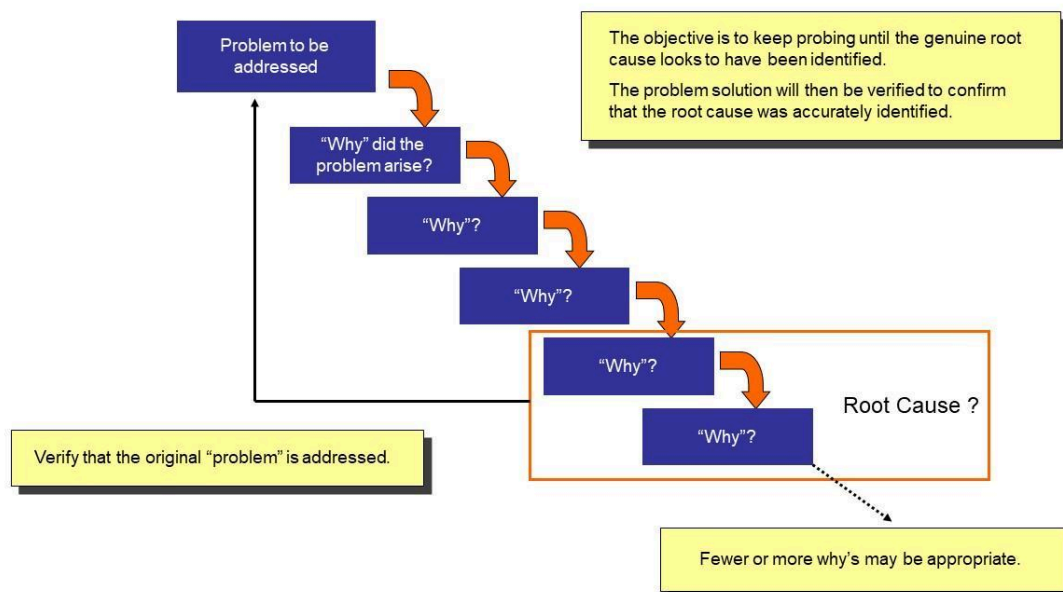 Problem to be
addressed
The objective is to keep probing until the genuine root
cause looks to have been identified.
The problem solution will then be verified to confirm
that the root cause was accurately identified.
“Why” did the
problem arise?
“Why”?
“Why”?
“Why”?
Root Cause ?
“Why”?
Verify that the original “problem” is addressed.
Fewer or more why's may be appropriate.